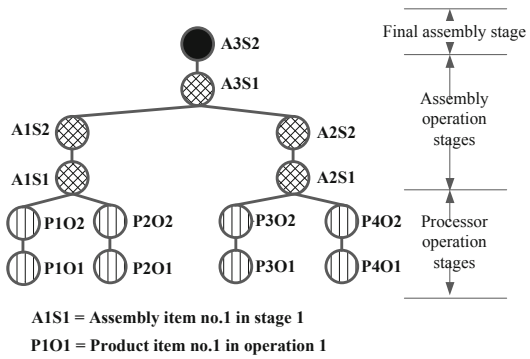 Final assembly stage
A3S2
A3S1
Assembly
operation
stages
A1S2
A2S2
A1S1
A2S1
P1O2
P2O2
P3O2
P4O2
Processor
operation
stages
P1O1
P2O1
P3O1
P4O1
A1S1 = Assembly item no.1 in stage 1
P1O1 = Product item no.1 in operation 1